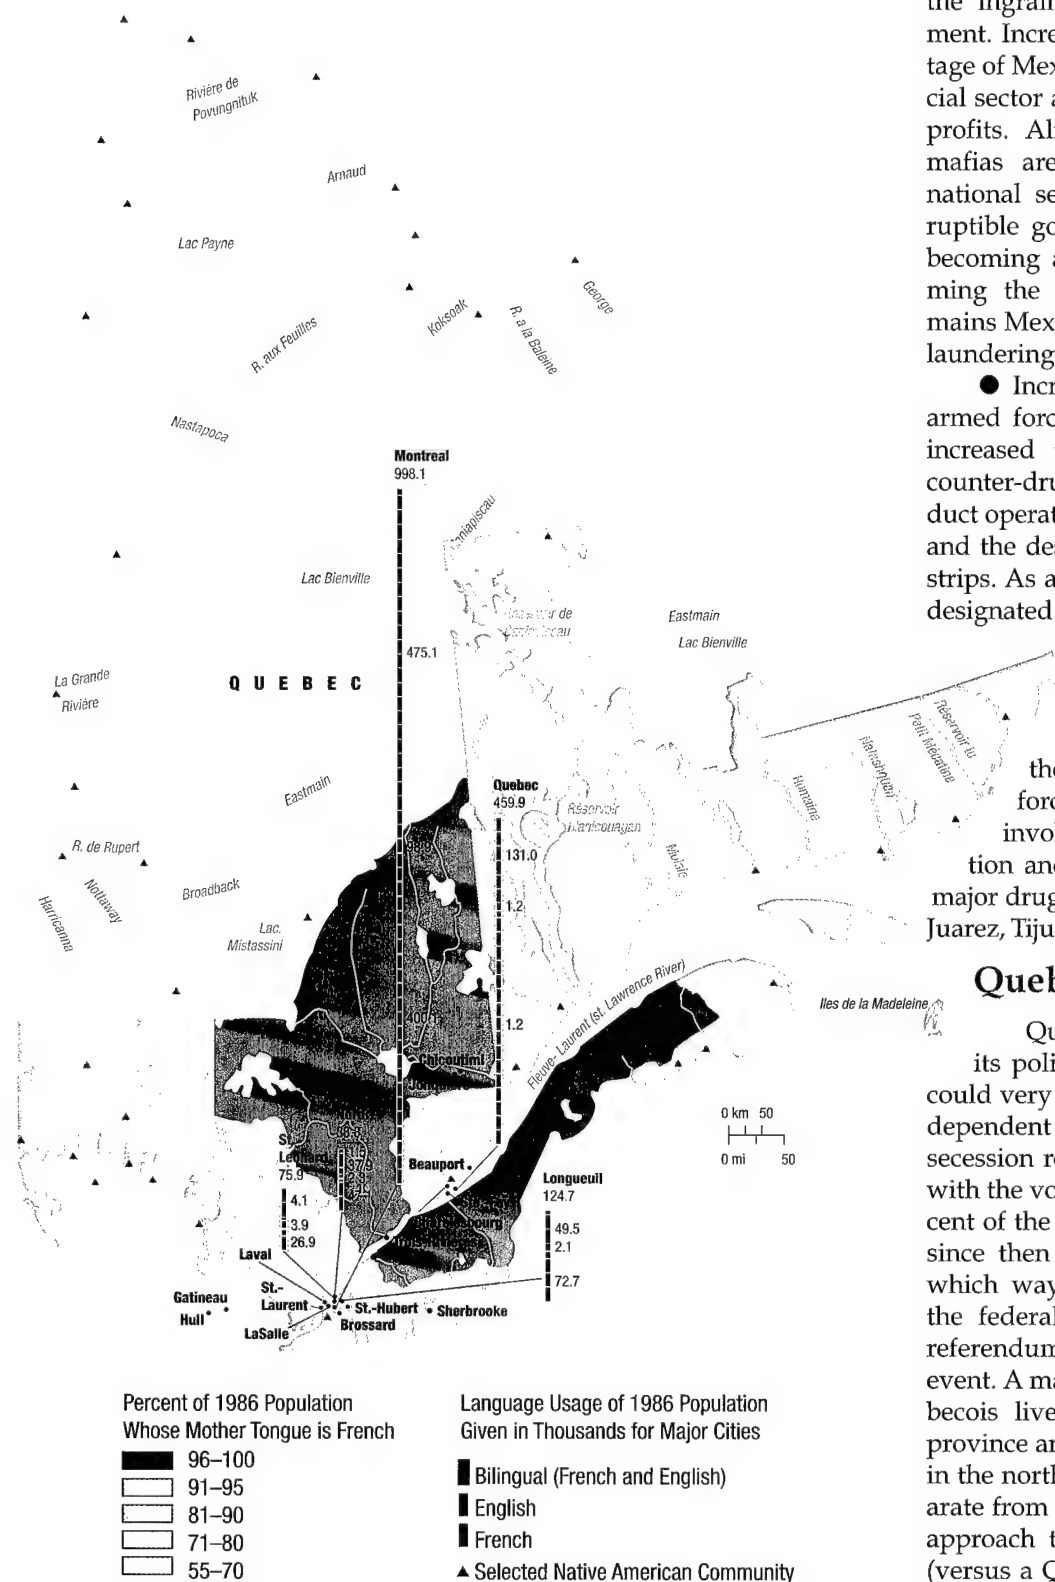 Rivière de
Povungnituk
Arnaud
Lac Payne
George
Koksoak
R. a la Baleine
R. aux Feuilles
Nastapoca
Montreal
998.1
Lac Bienville
475.1
Eastmain
Lac Bienville
QUEBEC
La Grande
Rivière
Eastmain
Quebec
459.9
131.0
1.2
1.2
Réservoir
Natashquan
Moisie
R. de Rupert
Nottaway
Harricanna
Broadback
Lac.
Mistassini
Fleuve- Laurent (st. Lawrence River)
Iles de la Madeleine
Chicoutimi
0 km 50
0 mi 50
Beauport
Longueuil
124.7
49.5
2.1
72.7
75.9
4.1
3.9
26.9
Laval
St.-
Laurent
LaSalle
Gatineau
Hull
St.-Hubert
Brossard
Sherbrooke
Percent of 1986 Population
Whose Mother Tongue is French
96–100
91–95
81–90
71–80
55–70
Language Usage of 1986 Population
Given in Thousands for Major Cities
Bilingual (French and English)
English
French
▲ Selected Native American Community
ment. Incre
tage of Mex
cial sector a
profits. Al
mafias are
national se
ruptible go
becoming a
ming the
mains Mex
laundering
● Incr
armed forc
increased
counter-dru
duct operat
and the des
strips. As a
designated
the
forc
invo
tion and
major drug
Juarez, Tiju
Queb
Qu
its poli
could very
dependent
secession re
with the vo
cent of the
since then
which way
the federal
referendum
event. A ma
becois live
province an
in the north
arate from
approach t
(versus a Q